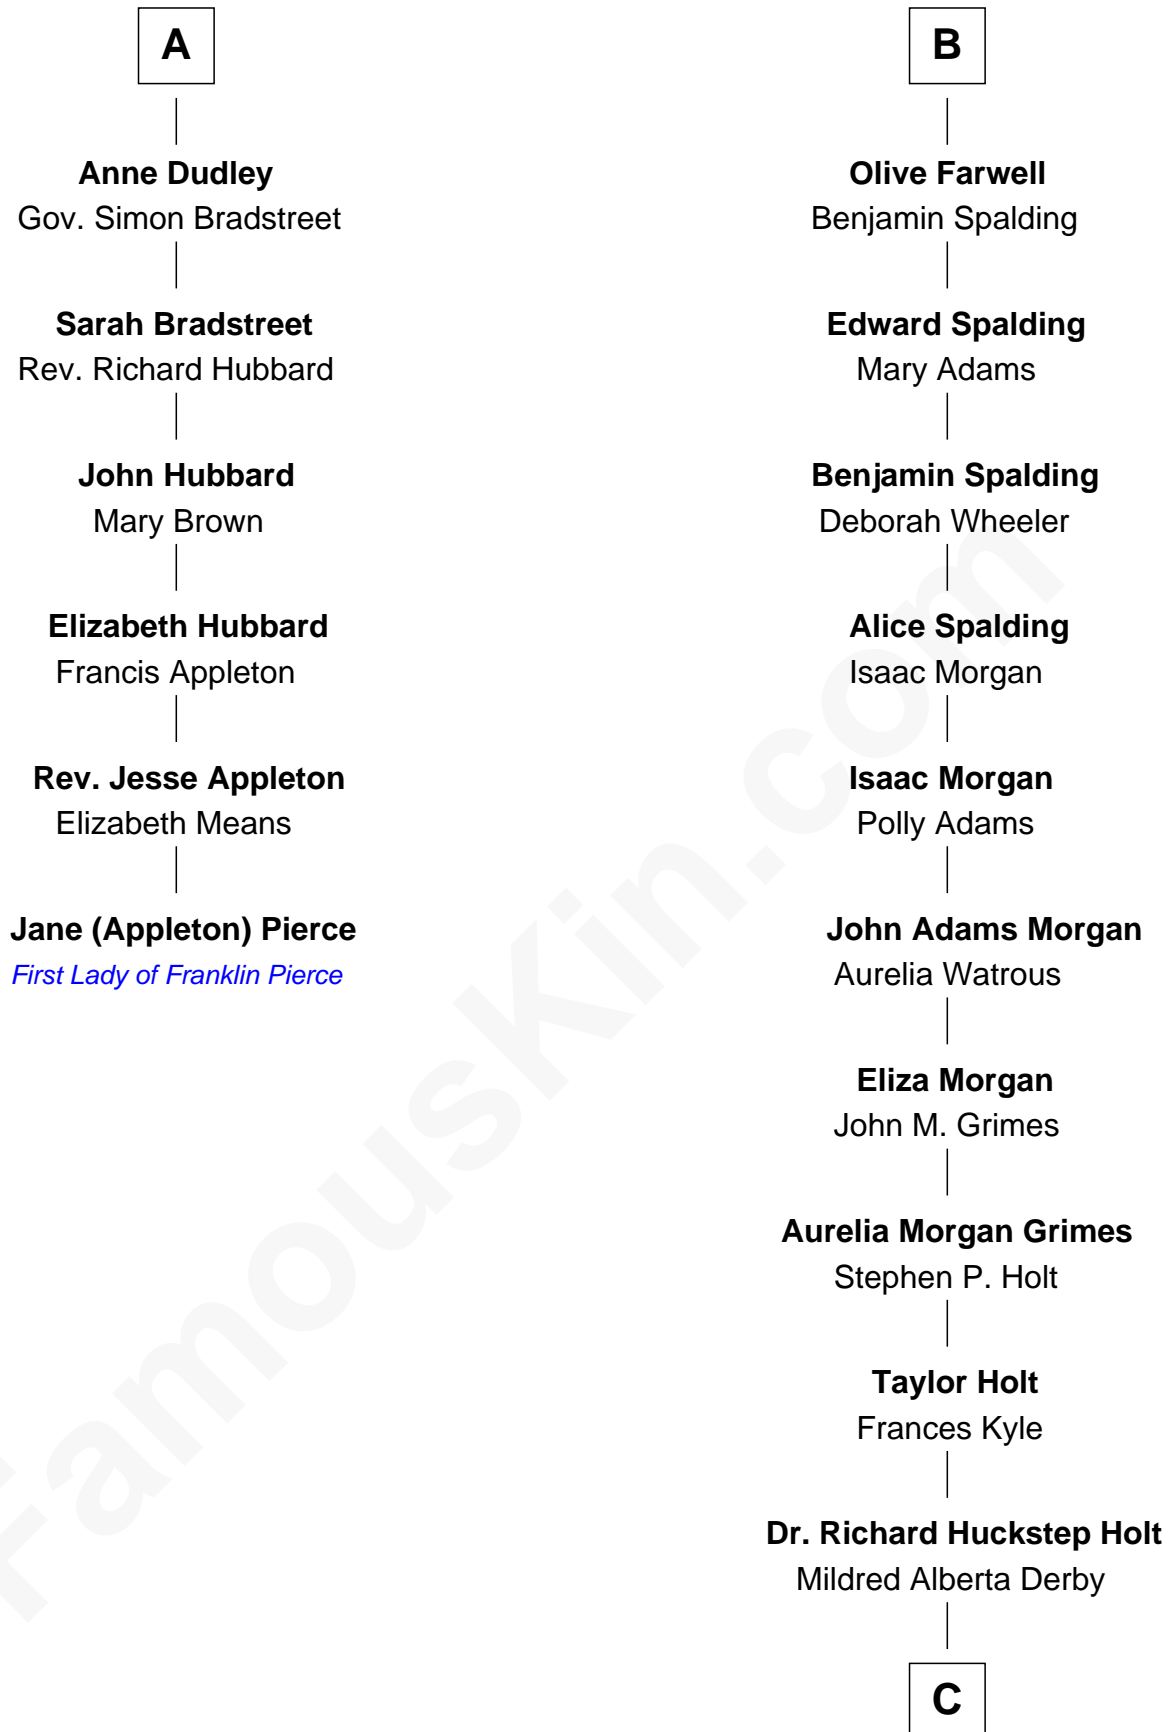 A
Anne Dudley
Gov. Simon Bradstreet
Sarah Bradstreet
Rev. Richard Hubbard
John Hubbard
Mary Brown
Elizabeth Hubbard
Francis Appleton
Rev. Jesse Appleton
Elizabeth Means
Jane (Appleton) Pierce
First Lady of Franklin Pierce
B
Olive Farwell
Benjamin Spalding
Edward Spalding
Mary Adams
Benjamin Spalding
Deborah Wheeler
Alice Spalding
Isaac Morgan
Isaac Morgan
Polly Adams
John Adams Morgan
Aurelia Watrous
Eliza Morgan
John M. Grimes
Aurelia Morgan Grimes
Stephen P. Holt
Taylor Holt
Frances Kyle
Dr. Richard Huckstep Holt
Mildred Alberta Derby
C
FamousKin.com